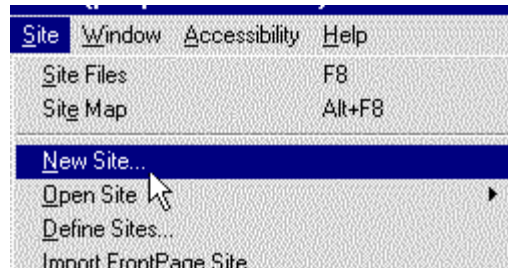 Site Window Accessibility Help
Site Files F8
Site Map Alt+F8
New Site...
Open Site
Define Sites...
Import FrontPage Site